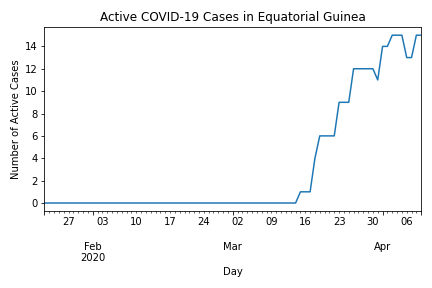 Active COVID-19 Cases in Equatorial Guinea
14
12
10
8
6
4
2
0
Number of Active Cases
27 03 10 17 24 02 09 16 23 30 06
Feb Mar Apr
2020
Day